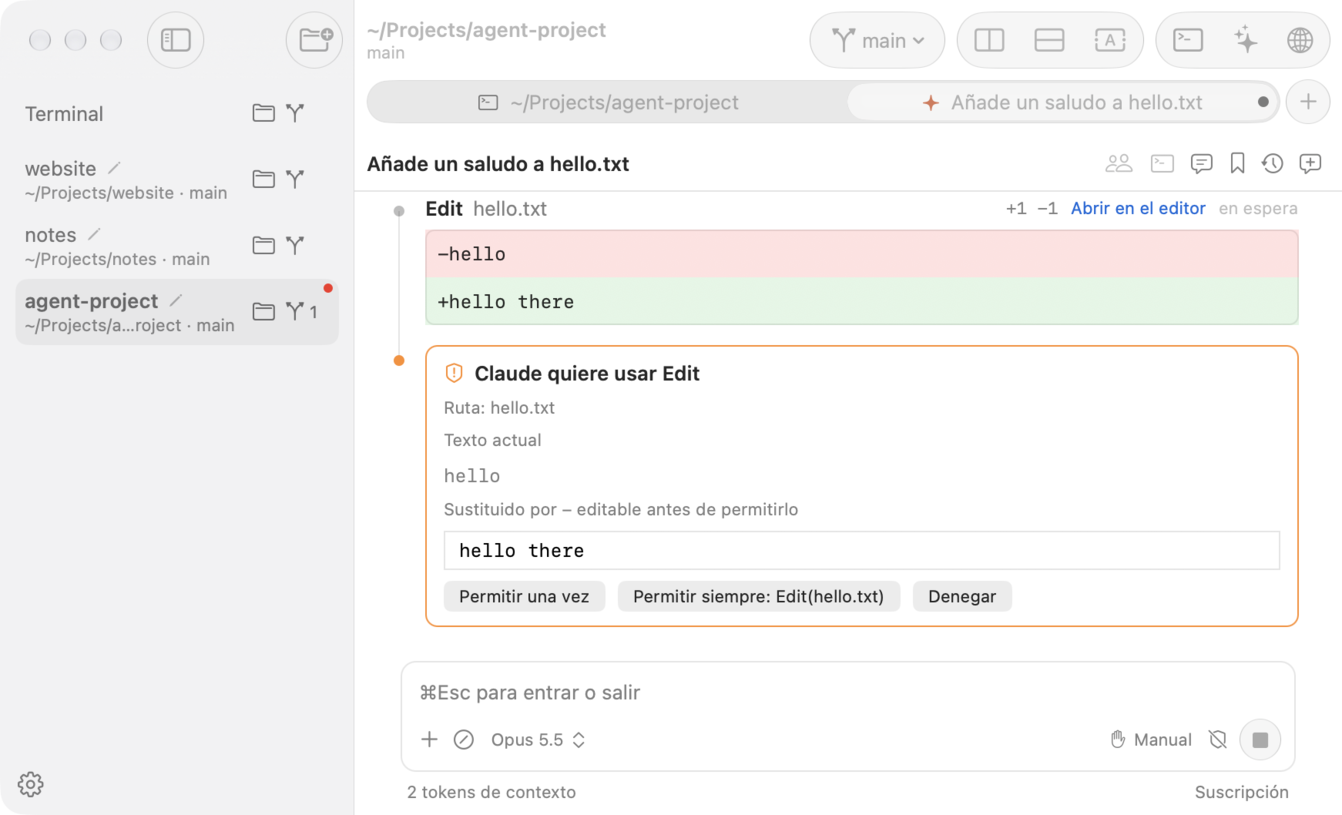 ~/Projects/agent-project
main
main
~/Projects/agent-project
Añade un saludo a hello.txt
Terminal
website
~/Projects/website · main
notes
~/Projects/notes · main
agent-project
1
~/Projects/a...roject · main
Añade un saludo a hello.txt
Edit hello.txt
+1 −1 Abrir en el editor en espera
−hello
+hello there
Claude quiere usar Edit
Ruta: hello.txt
Texto actual
hello
Sustituido por – editable antes de permitirlo
hello there
Permitir una vez
Permitir siempre: Edit(hello.txt)
Denegar
⌘Esc para entrar o salir
Opus 5.5
Manual
2 tokens de contexto
Suscripción